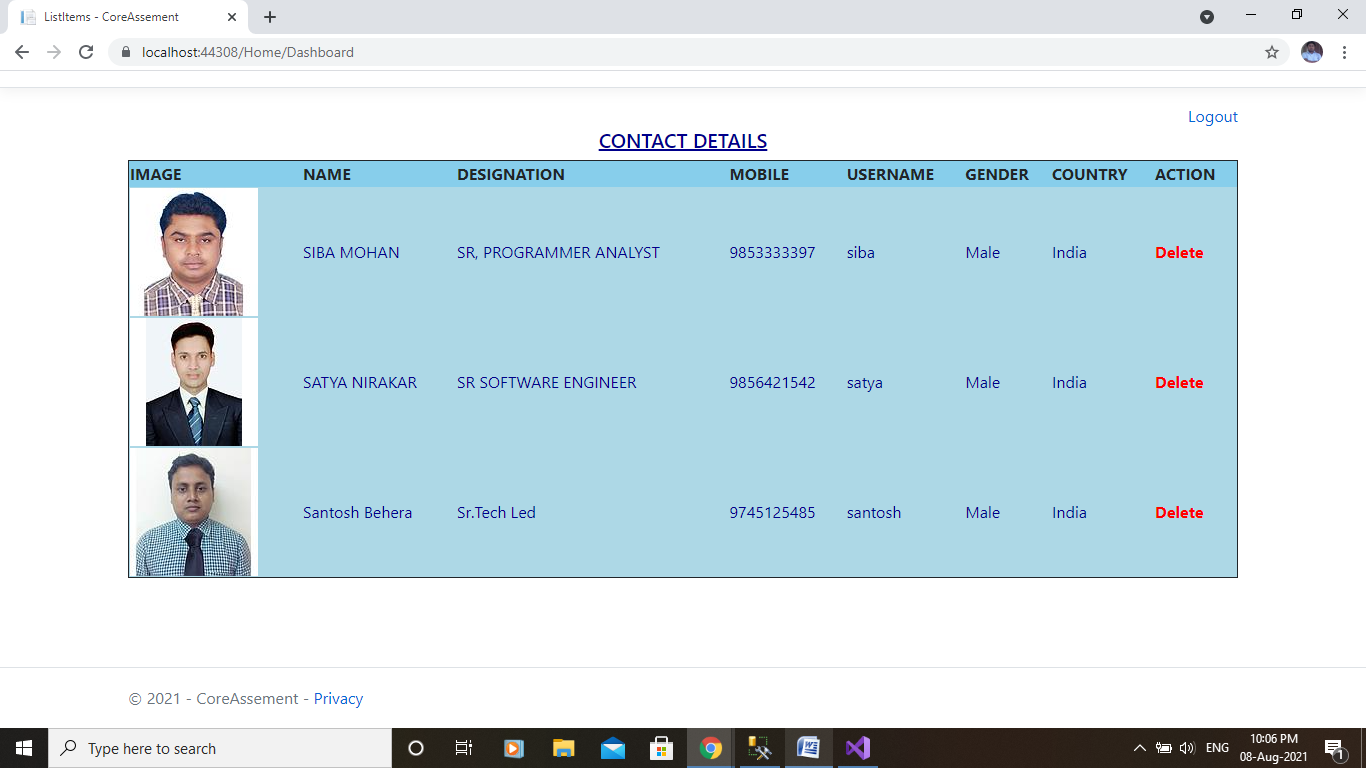 ListItems - CoreAssement
localhost:44308/Home/Dashboard
Logout
CONTACT DETAILS
IMAGE NAME DESIGNATION MOBILE USERNAME GENDER COUNTRY ACTION
SIBA MOHAN SR, PROGRAMMER ANALYST 9853333397 siba Male India Delete
SATYA NIRAKAR SR SOFTWARE ENGINEER 9856421542 satya Male India Delete
Santosh Behera Sr.Tech Led 9745125485 santosh Male India Delete
© 2021 - CoreAssement - Privacy
Type here to search
ENG
10:06 PM
08-Aug-2021
1